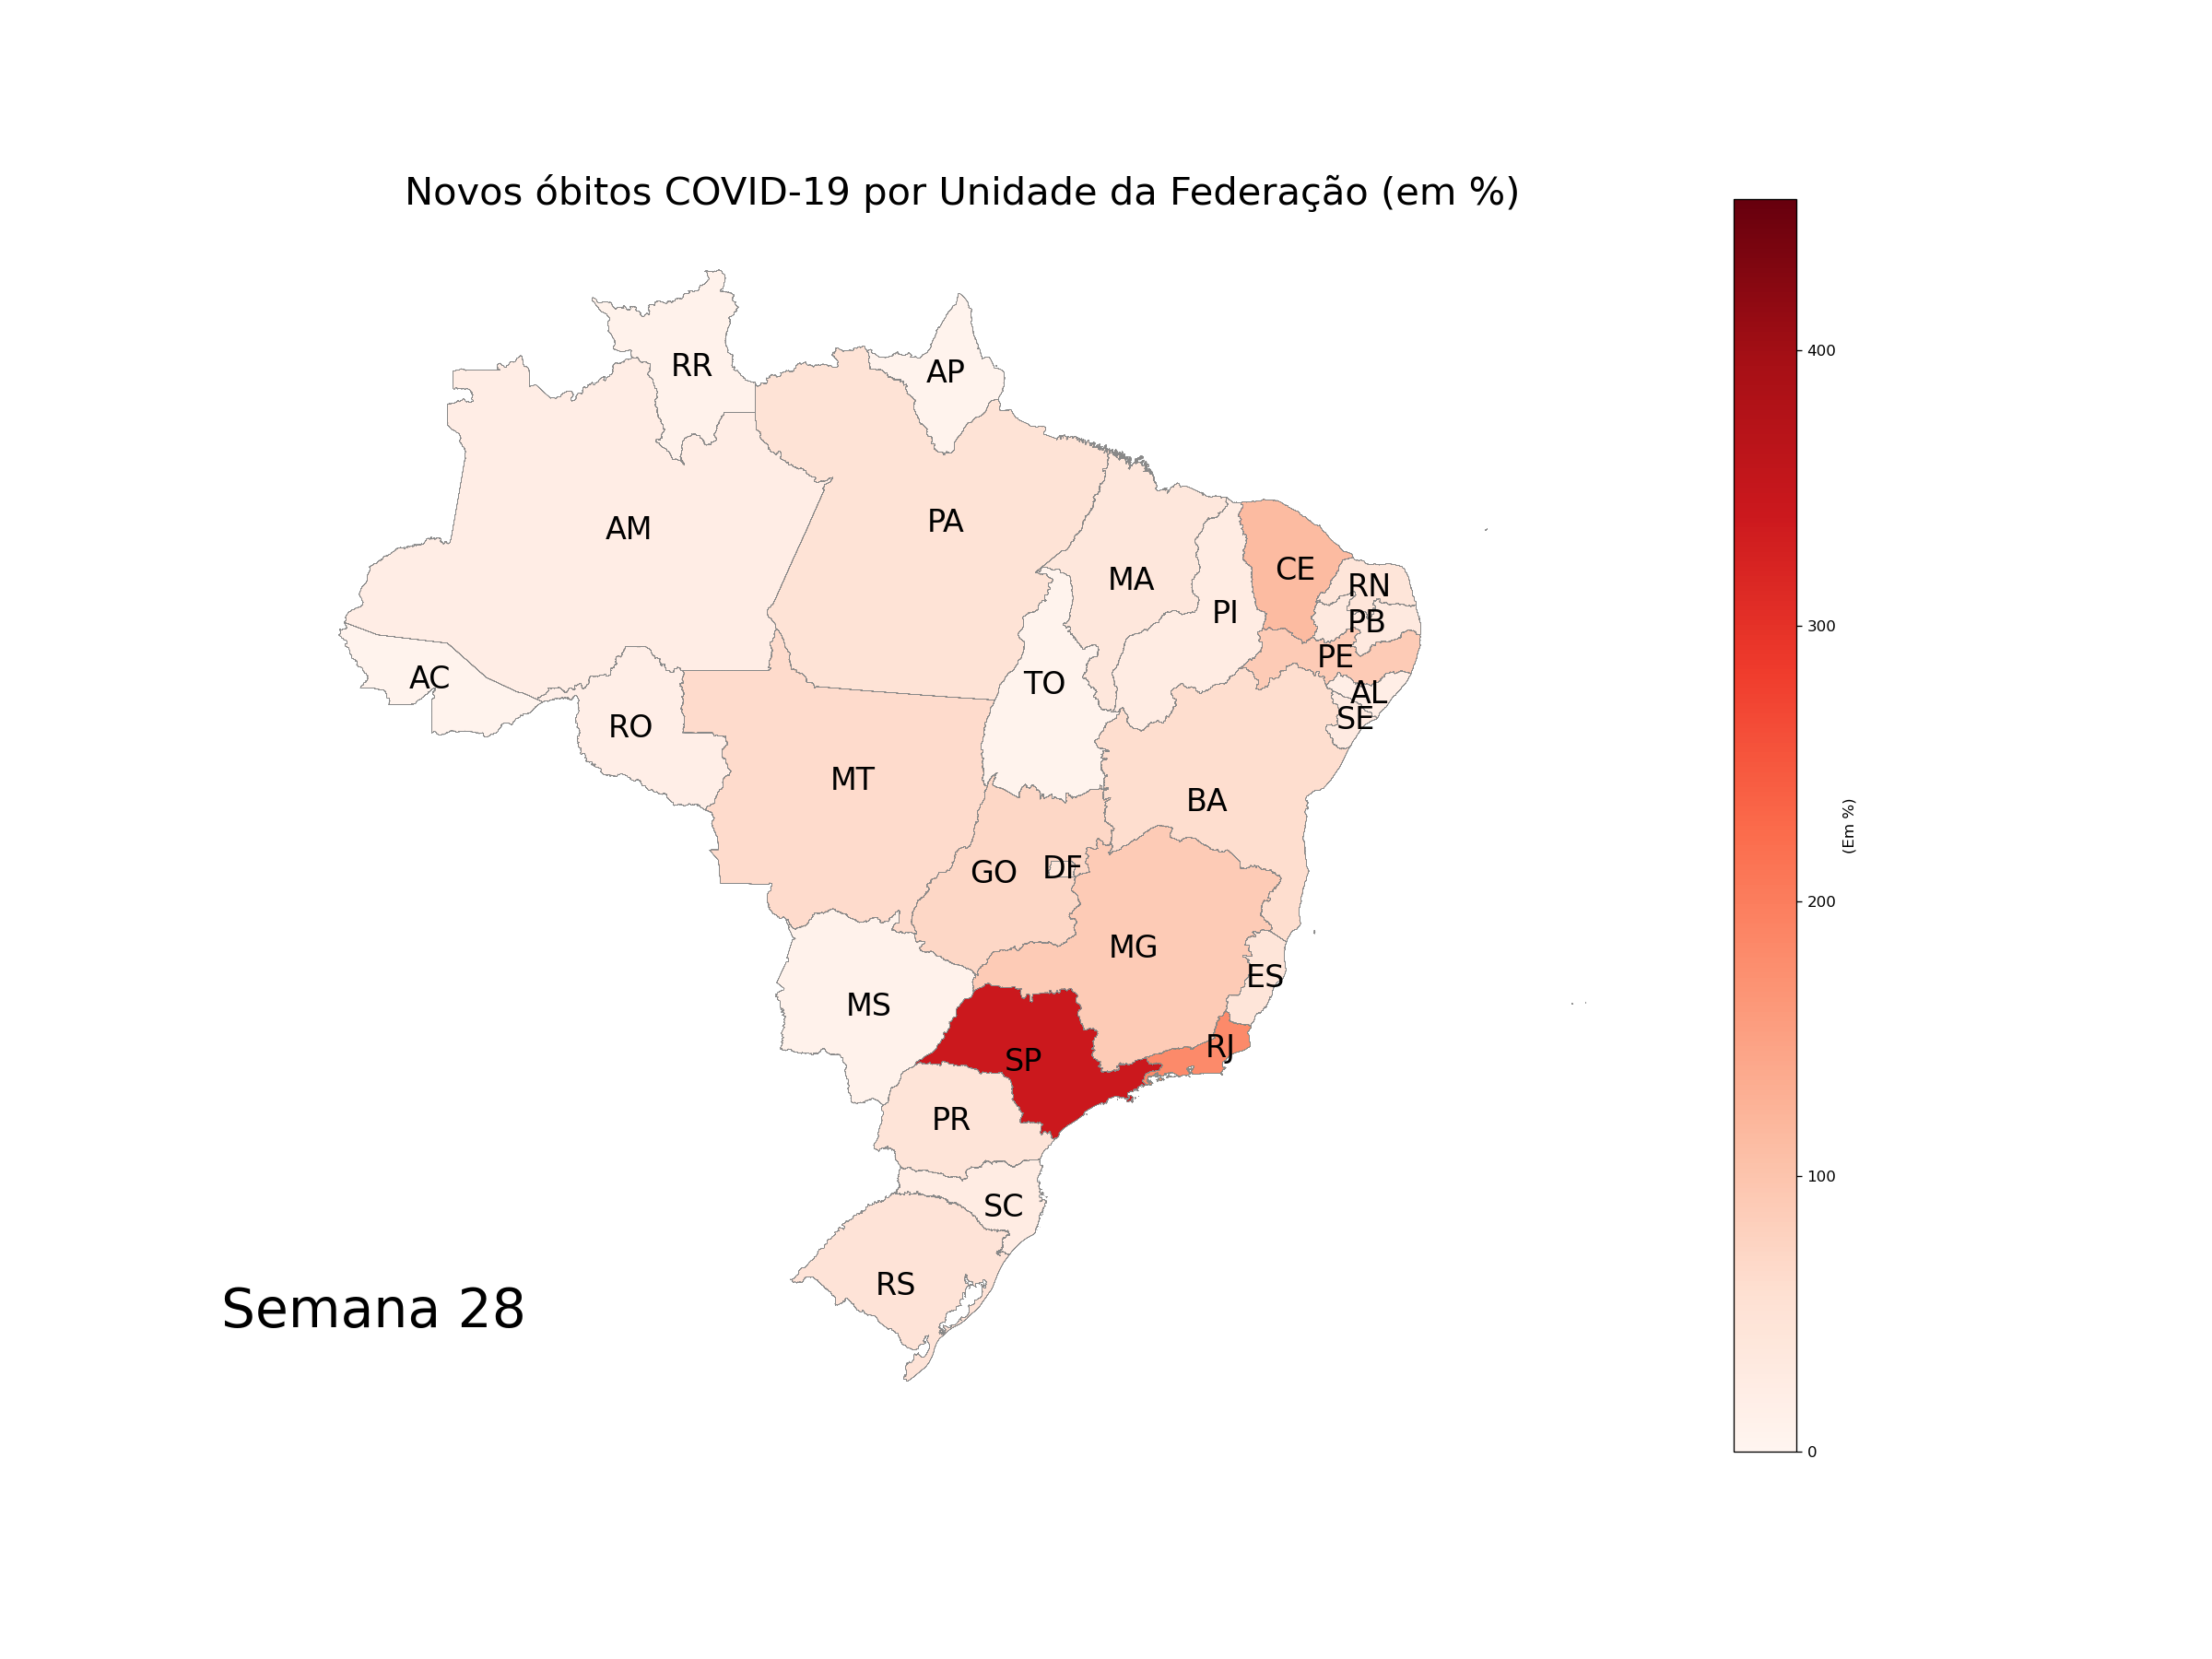 Novos óbitos COVID-19 por Unidade da Federação (em %)
RR
AP
AM
PA
MA
CE
RN
PI
PB
PE
AC
TO
AL
RO
SE
MT
BA
GO
DF
MG
ES
MS
RJ
SP
PR
SC
RS
Semana 28
400
300
200
100
0
(Em %)